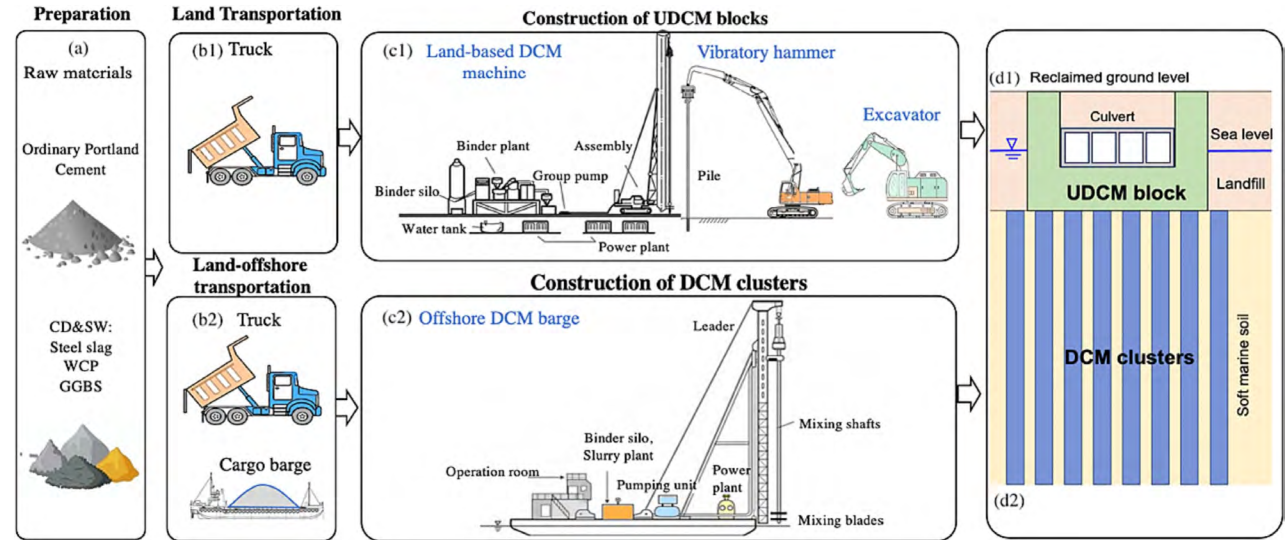 Preparation
(a)
Raw materials
Ordinary Portland
Cement
CD&SW:
Steel slag
WCP
GGBS
Land Transportation
(b1) Truck
Land-offshore
transportation
(b2) Truck
Cargo barge
Construction of UDCM blocks
(c1) Land-based DCM
machine
Vibratory hammer
Excavator
Binder plant
Assembly
Binder silo
Group pump
Pile
Water tank
Power plant
Construction of DCM clusters
(c2) Offshore DCM barge
Leader
Mixing shafts
Binder silo,
Slurry plant
Operation room
Pumping unit
Power
plant
Mixing blades
(d1) Reclaimed ground level
Culvert
Sea level
UDCM block
Landfill
DCM clusters
Soft marine soil
(d2)